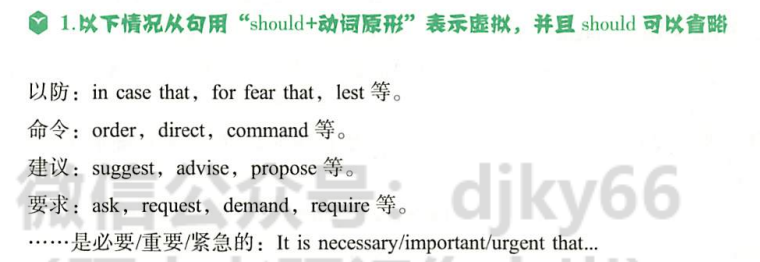 1.以下情况从句用“should+动词原形”表示虚拟，并且 should 可以省略
以防：in case that，for fear that，lest 等。
命令：order，direct，command 等。
建议：suggest，advise，propose 等。
微信公众号：djky66
要求：ask，request，demand，require 等。
……是必要/重要/紧急的：It is necessary/important/urgent that...